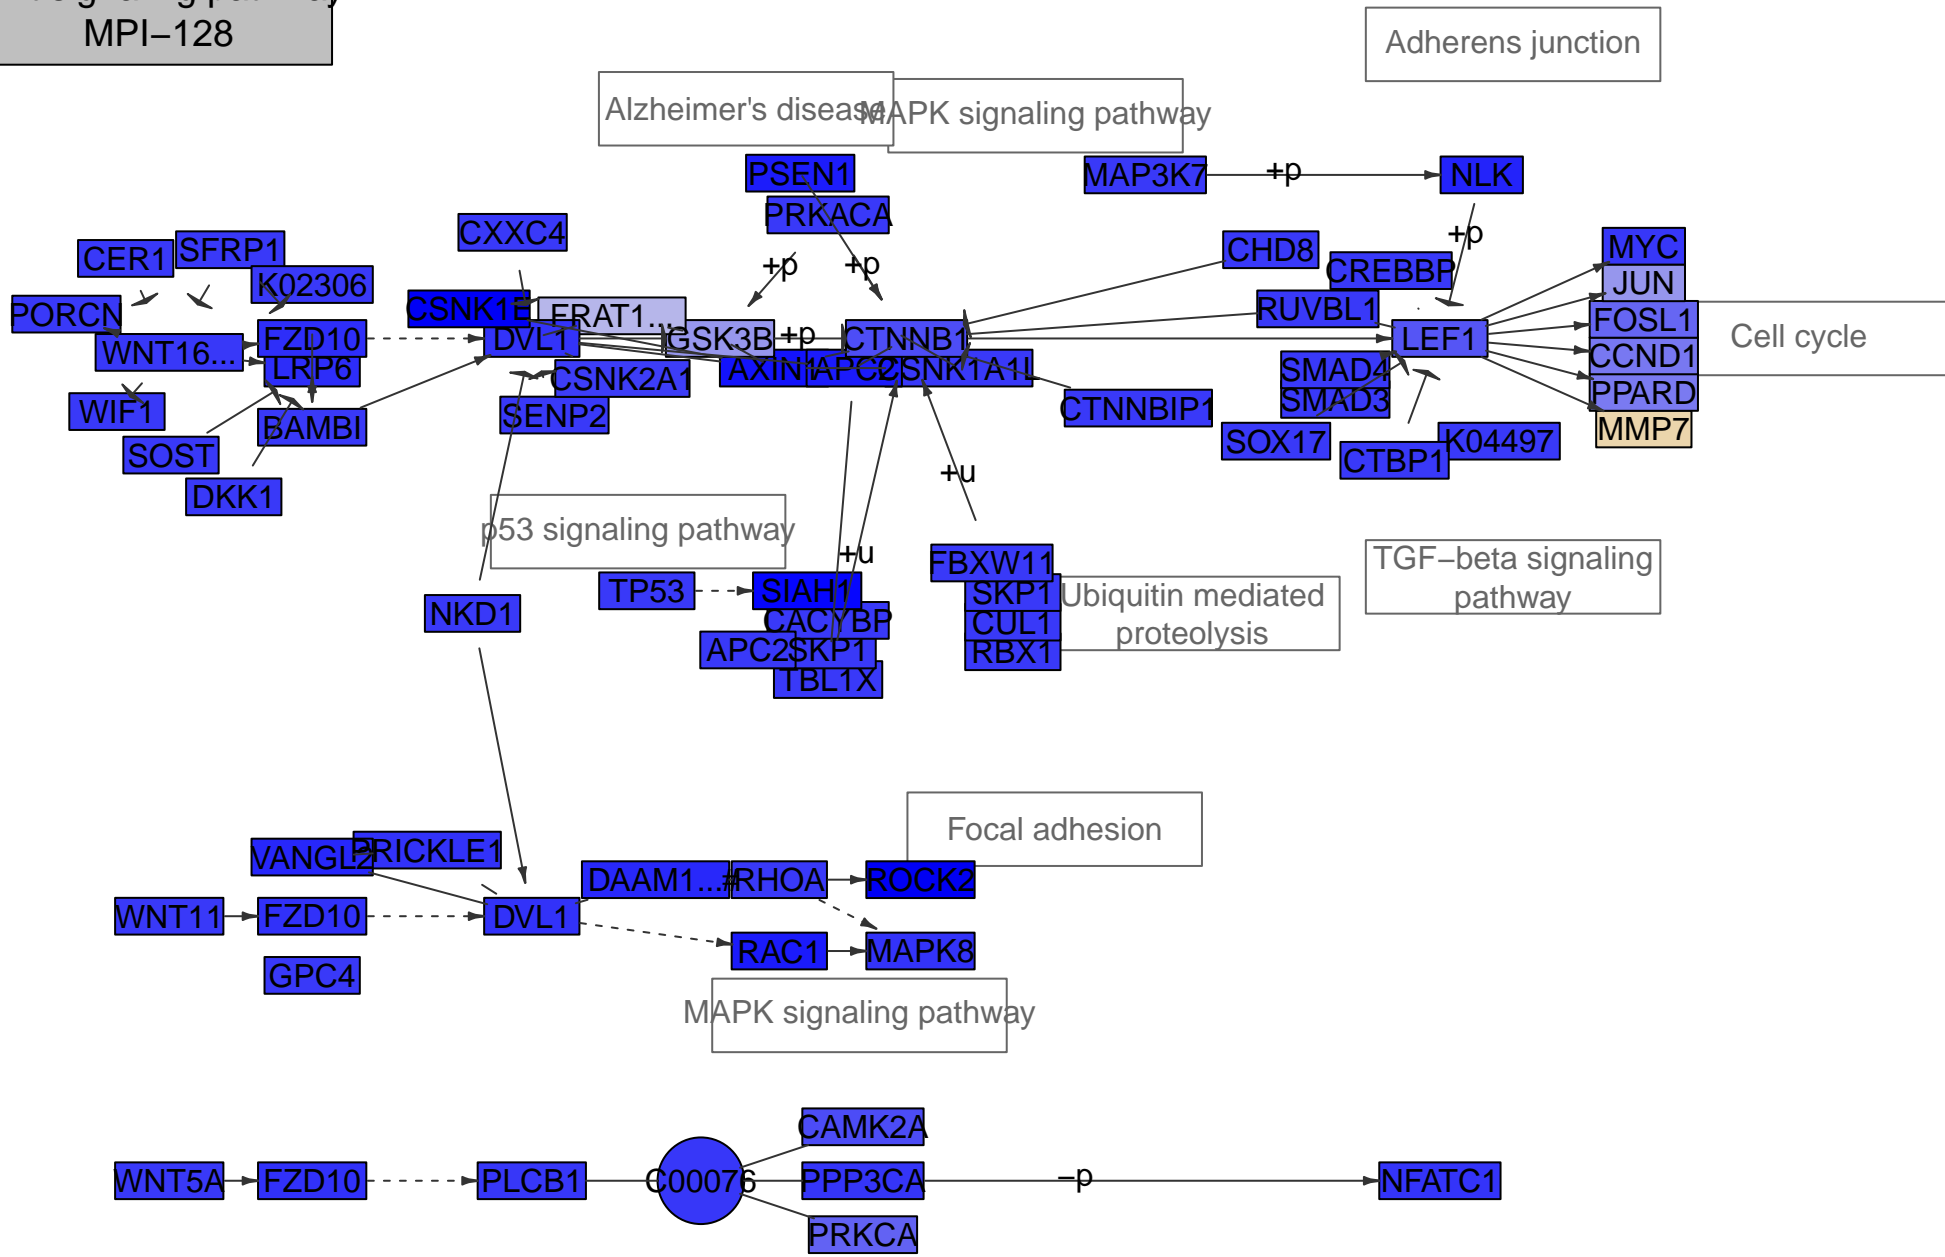 signaling pathway
MPI−128
Adherens junction
Alzheimer's disease
MAPK signaling pathway
PSEN1
PRKACA
MAP3K7
+p
NLK
CXXC4
CER1
SFRP1
K02306
PORCN
WNT16...
FZD10
LRP6
WIF1
BAMBI
SOST
DKK1
CSNK1E
FRAT1...
DVL1
GSK3B
+p
+p
+p
CTNNB1
AXIN1
APC2
CSNK1A1L
CSNK2A1
SENP2
CTNNBIP1
CHD8
CREBBP
RUVBL1
+p
LEF1
SMAD4
SMAD3
SOX17
CTBP1
K04497
MYC
JUN
FOSL1
CCND1
PPARD
MMP7
Cell cycle
+u
p53 signaling pathway
+u
TP53
SIAH1
CACYBP
APC2
SKP1
TBL1X
NKD1
FBXW11
SKP1
CUL1
RBX1
Ubiquitin mediated
proteolysis
TGF−beta signaling
pathway
Focal adhesion
VANGL2
PRICKLE1
DAAM1...
RHOA
ROCK2
WNT11
FZD10
DVL1
RAC1
MAPK8
GPC4
MAPK signaling pathway
CAMK2A
WNT5A
FZD10
PLCB1
C00076
PPP3CA
−p
NFATC1
PRKCA